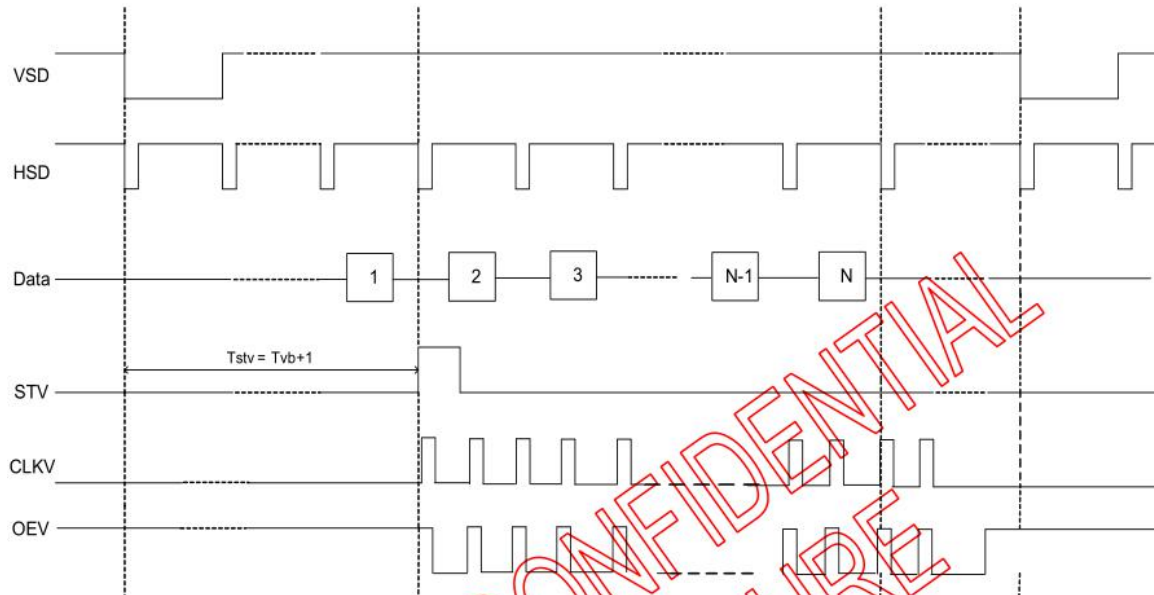 VSD
HSD
Data
1
2
3
N-1
N
Tstv = Tvb+1
STV
CLKV
OEV
CONFIDENTIAL